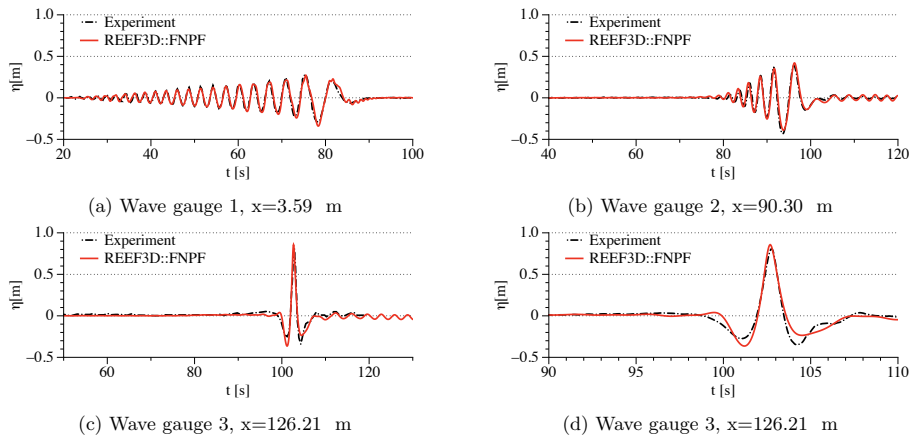 Experiment
REEF3D::FNPF
1.0
0.5
0
−0.5
η[m]
20 40 60 80 100
t [s]
(a) Wave gauge 1, x=3.59 m
Experiment
REEF3D::FNPF
1.0
0.5
0
−0.5
η[m]
40 60 80 100 120
t [s]
(b) Wave gauge 2, x=90.30 m
Experiment
REEF3D::FNPF
1.0
0.5
0
−0.5
η[m]
60 80 100 120
t [s]
(c) Wave gauge 3, x=126.21 m
Experiment
REEF3D::FNPF
1.0
0.5
0
−0.5
η[m]
90 95 100 105 110
t [s]
(d) Wave gauge 3, x=126.21 m